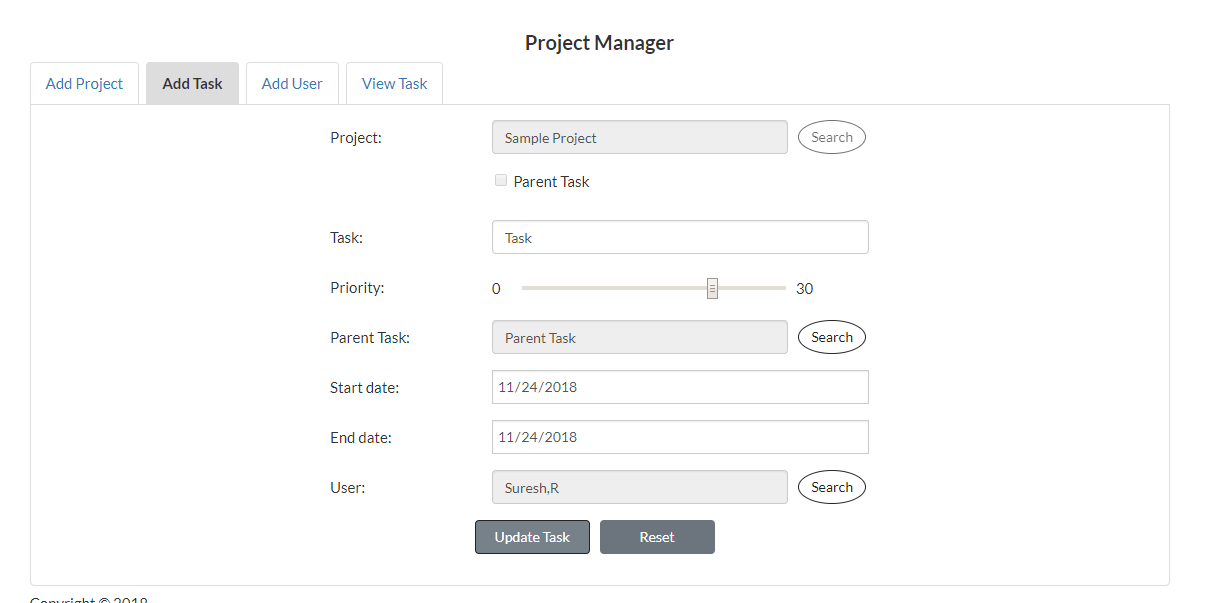 Project Manager
Add Project Add Task Add User View Task
Project: Sample Project Search
Parent Task
Task: Task
Priority: 0 30
Parent Task: Parent Task Search
Start date: 11/24/2018
End date: 11/24/2018
User: Suresh,R Search
Update Task Reset
Copyright © 2018